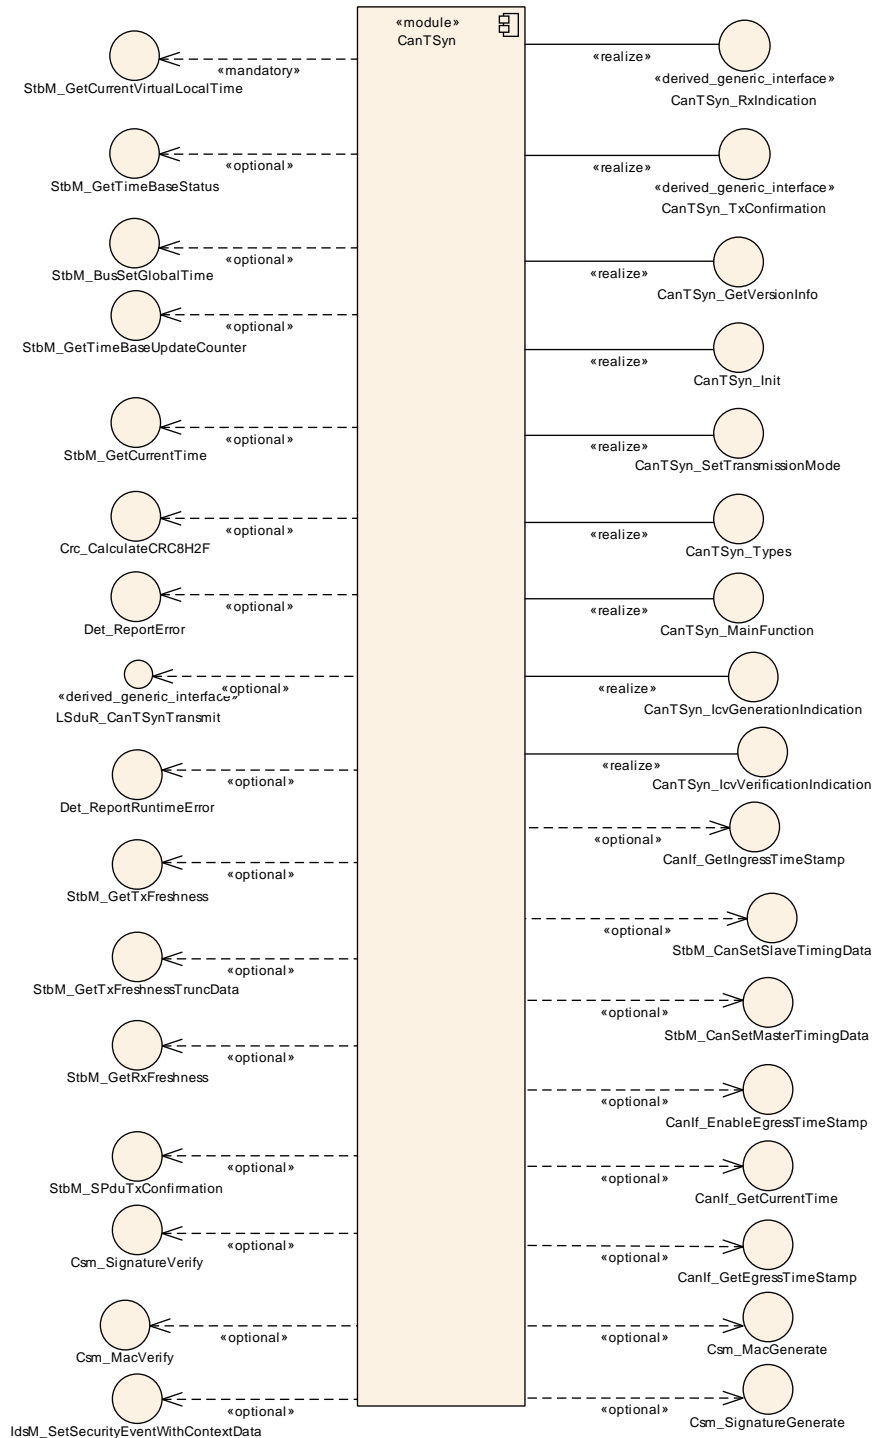 «module»
CanTSyn
«mandatory»
StbM_GetCurrentVirtualLocalTime
«optional»
StbM_GetTimeBaseStatus
«optional»
StbM_BusSetGlobalTime
«optional»
StbM_GetTimeBaseUpdateCounter
«optional»
StbM_GetCurrentTime
«optional»
Crc_CalculateCRC8H2F
«optional»
Det_ReportError
«optional»
«derived_generic_interface»
LSduR_CanTSynTransmit
«optional»
Det_ReportRuntimeError
«optional»
StbM_GetTxFreshness
«optional»
StbM_GetTxFreshnessTruncData
«optional»
StbM_GetRxFreshness
«optional»
StbM_SPduTxConfirmation
«optional»
Csm_SignatureVerify
«optional»
Csm_MacVerify
«optional»
IdsM_SetSecurityEventWithContextData
«realize»
«derived_generic_interface»
CanTSyn_RxIndication
«realize»
«derived_generic_interface»
CanTSyn_TxConfirmation
«realize»
CanTSyn_GetVersionInfo
«realize»
CanTSyn_Init
«realize»
CanTSyn_SetTransmissionMode
«realize»
CanTSyn_Types
«realize»
CanTSyn_MainFunction
«realize»
CanTSyn_IcvGenerationIndication
«realize»
CanTSyn_IcvVerificationIndication
«optional»
CanIf_GetIngressTimeStamp
«optional»
StbM_CanSetSlaveTimingData
«optional»
StbM_CanSetMasterTimingData
«optional»
CanIf_EnableEgressTimeStamp
«optional»
CanIf_GetCurrentTime
«optional»
CanIf_GetEgressTimeStamp
«optional»
Csm_MacGenerate
«optional»
Csm_SignatureGenerate